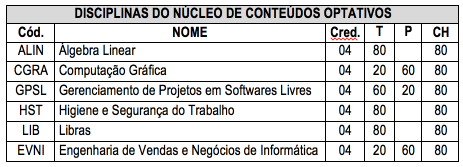 DISCIPLINAS DO NÚCLEO DE CONTEÚDOS OPTATIVOS
Cód. NOME Cred. T P CH
ALIN Álgebra Linear 04 80 80
CGRA Computação Gráfica 04 20 60 80
GPSL Gerenciamento de Projetos em Softwares Livres 04 60 20 80
HST Higiene e Segurança do Trabalho 04 80 80
LIB Libras 04 80 80
EVNI Engenharia de Vendas e Negócios de Informática 04 20 60 80